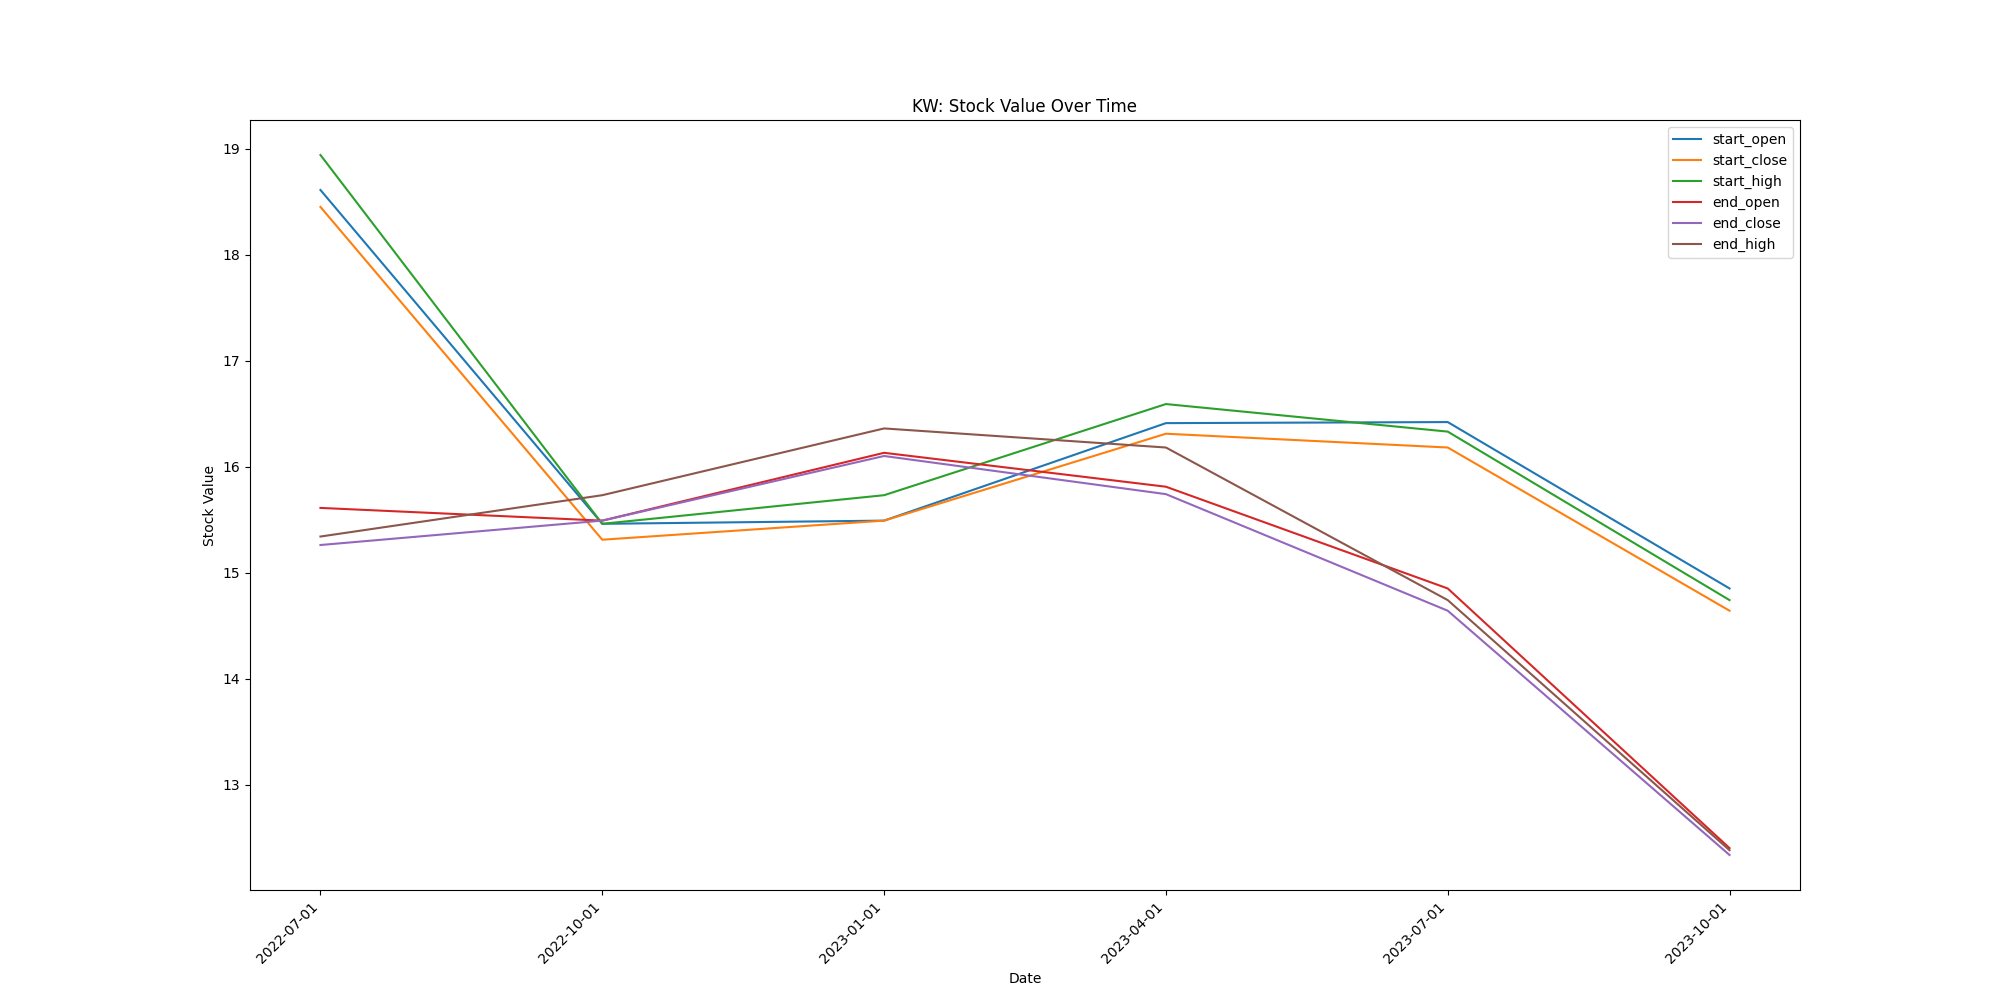 KW: Stock Value Over Time
start_open
start_close
start_high
end_open
end_close
end_high
19
18
17
16
15
14
13
Stock Value
2022-07-01
2022-10-01
2023-01-01
2023-04-01
2023-07-01
2023-10-01
Date